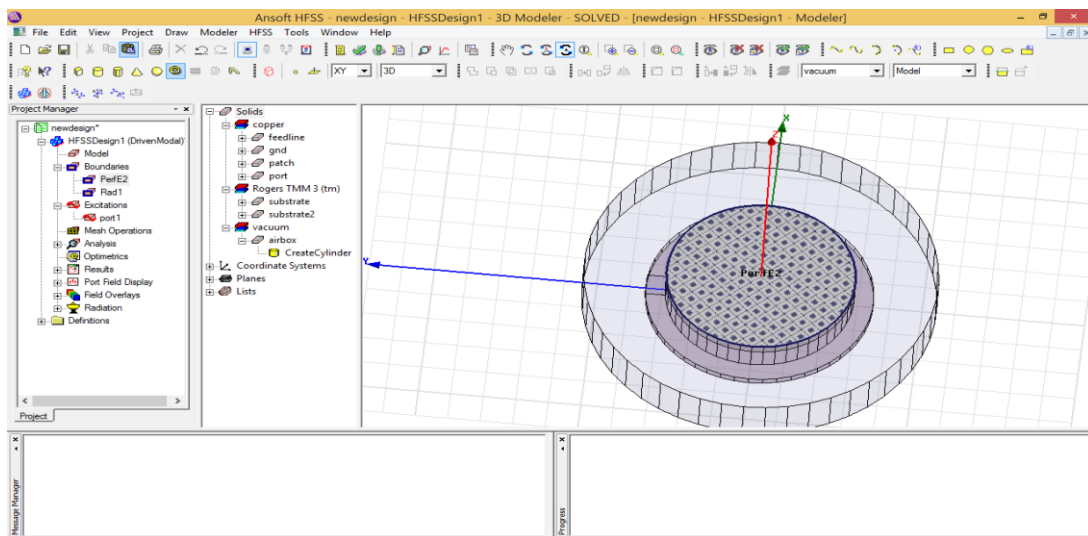 Ansoft HFSS - newdesign - HFSSDesign1 - 3D Modeler - SOLVED - [newdesign - HFSSDesign1 - Modeler]
File Edit View Project Draw Modeler HFSS Tools Window Help
XY 3D vacuum Model
Project Manager
newdesign*
HFSSDesign1 (DrivenModal)
Model
Boundaries
PerfE2
Rad1
Excitations
port1
Mesh Operations
Analysis
Optimetrics
Results
Port Field Display
Field Overlays
Radiation
Definitions
Project
Solids
copper
feedline
gnd
patch
port
Rogers TMM 3 (tm)
substrate
substrate2
vacuum
airbox
CreateCylinder
Coordinate Systems
Planes
Lists
X
Z
Y
PerfE2
Message Manager
Progress